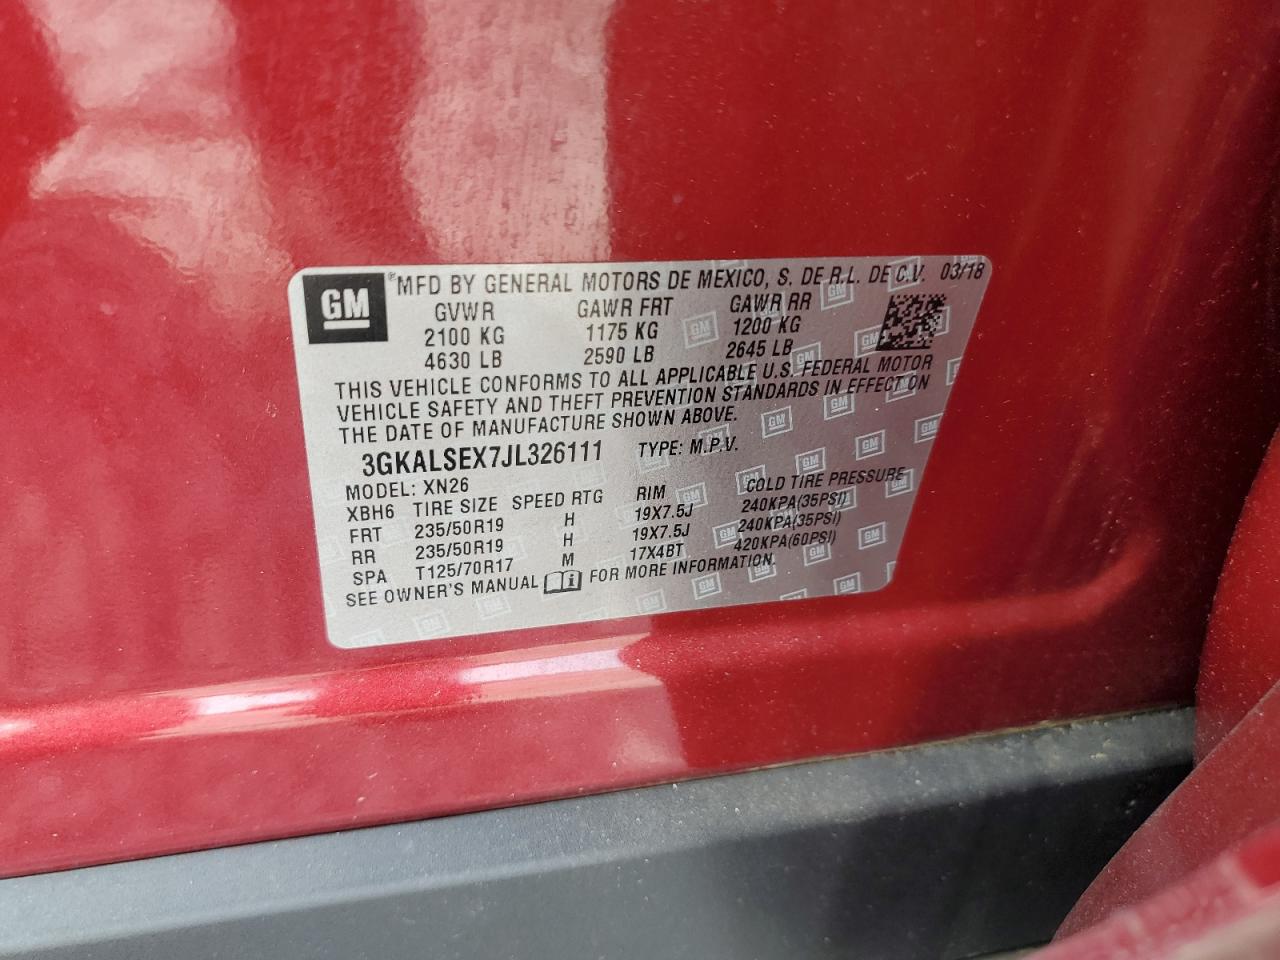 GM ®MFD BY GENERAL MOTORS DE MEXICO, S. DE R.L. DE C.V. 03/18
GVWR GAWR FRT GAWR RR
2100 KG 1175 KG 1200 KG
4630 LB 2590 LB 2645 LB
THIS VEHICLE CONFORMS TO ALL APPLICABLE U.S. FEDERAL MOTOR
VEHICLE SAFETY AND THEFT PREVENTION STANDARDS IN EFFECT ON
THE DATE OF MANUFACTURE SHOWN ABOVE.
3GKALSEX7JL326111 TYPE: M.P.V.
MODEL: XN26
XBH6 TIRE SIZE SPEED RTG RIM COLD TIRE PRESSURE
FRT 235/50R19 H 19X7.5J 240KPA(35PSI)
RR 235/50R19 H 19X7.5J 240KPA(35PSI)
SPA T125/70R17 M 17X4BT 420KPA(60PSI)
SEE OWNER'S MANUAL FOR MORE INFORMATION.